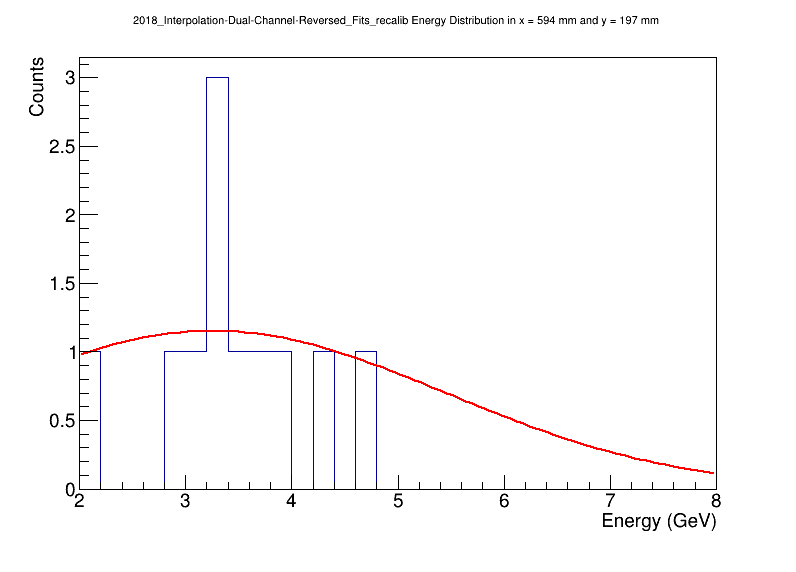 2018_Interpolation-Dual-Channel-Reversed_Fits_recalib Energy Distribution in x = 594 mm and y = 197 mm
Counts
3
2.5
2
1.5
1
0.5
0
2 3 4 5 6 7 8
Energy (GeV)